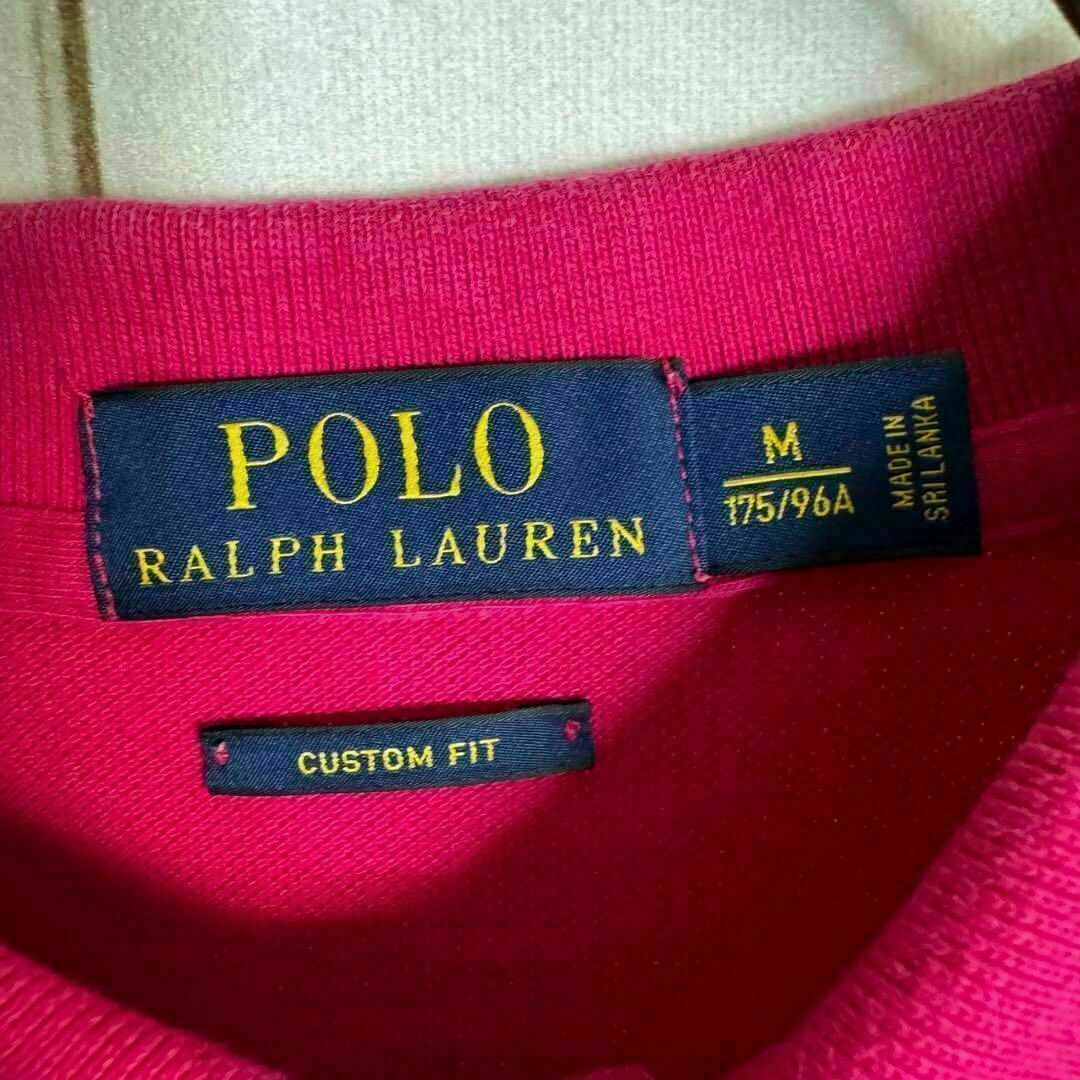 POLO
RALPH LAUREN
M
175/96A
MADE IN
SRI LANKA
CUSTOM FIT